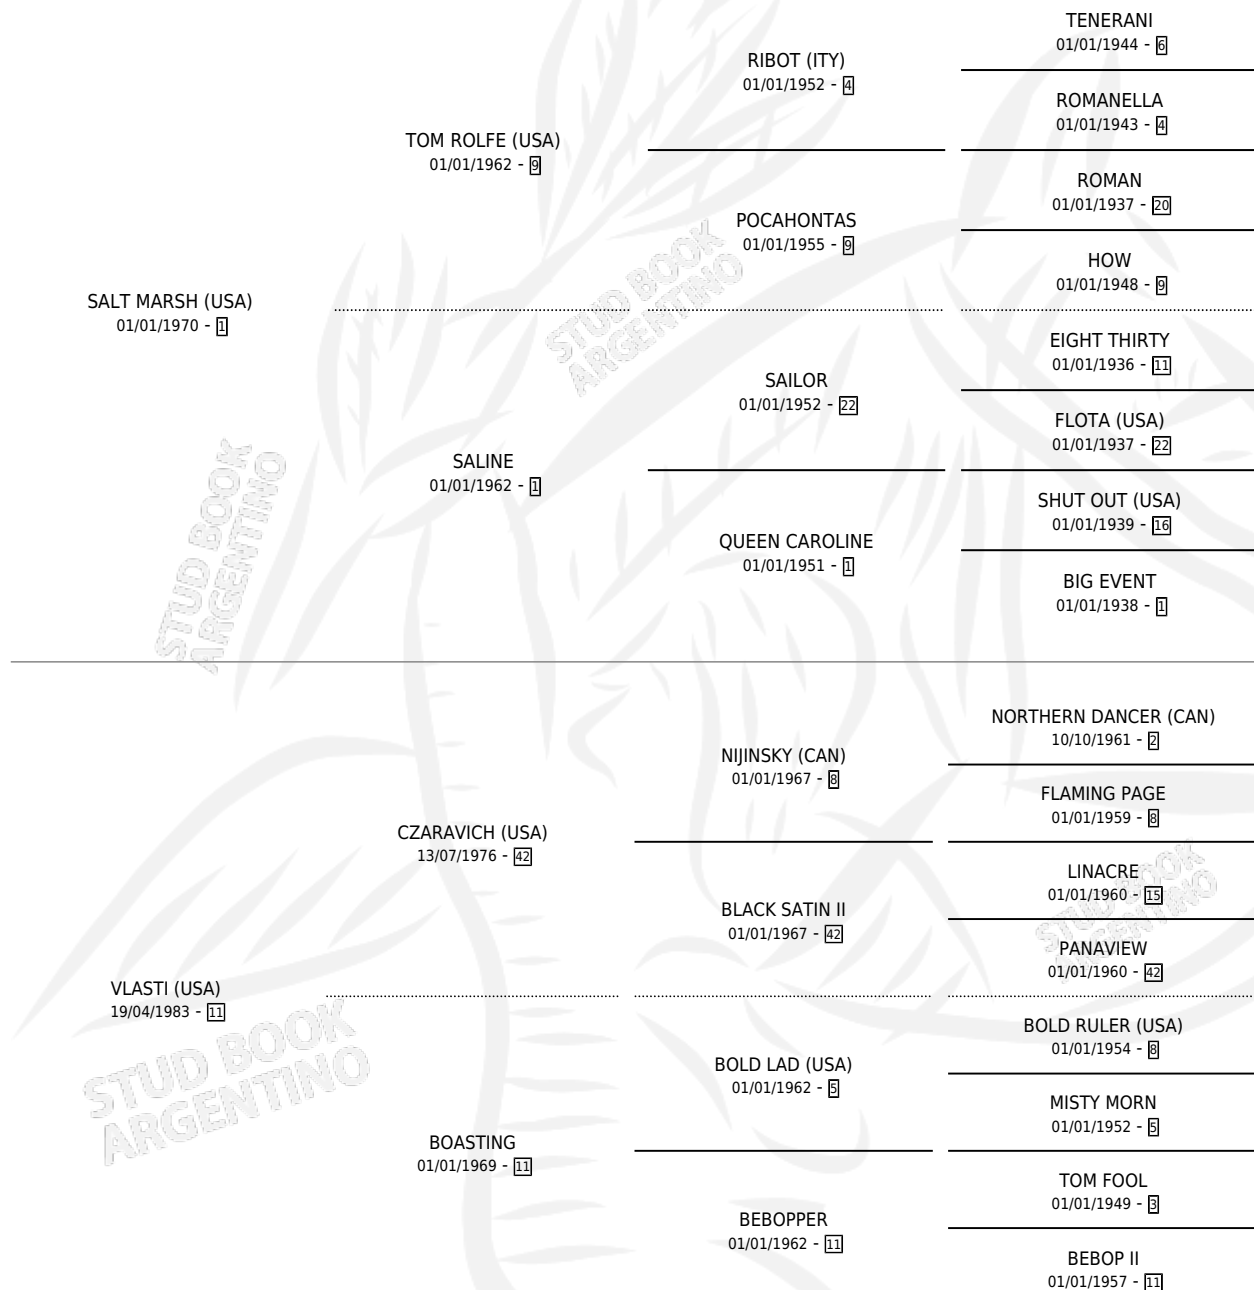 TENERANI
01/01/1944 - 6
RIBOT (ITY)
01/01/1952 - 4
ROMANELLA
01/01/1943 - 4
TOM ROLFE (USA)
01/01/1962 - 9
ROMAN
01/01/1937 - 20
POCAHONTAS
01/01/1955 - 9
HOW
01/01/1948 - 9
SALT MARSH (USA)
01/01/1970 - 1
EIGHT THIRTY
01/01/1936 - 11
SAILOR
01/01/1952 - 22
FLOTA (USA)
01/01/1937 - 22
SALINE
01/01/1962 - 1
SHUT OUT (USA)
01/01/1939 - 16
QUEEN CAROLINE
01/01/1951 - 1
BIG EVENT
01/01/1938 - 1
STUD BOOK
ARGENTINO
STUD BOOK
ARGENTINO
NORTHERN DANCER (CAN)
10/10/1961 - 2
NIJINSKY (CAN)
01/01/1967 - 8
FLAMING PAGE
01/01/1959 - 8
CZARAVICH (USA)
13/07/1976 - 42
LINACRE
01/01/1960 - 15
BLACK SATIN II
01/01/1967 - 42
PANAVIEW
01/01/1960 - 42
VLASTI (USA)
19/04/1983 - 11
BOLD RULER (USA)
01/01/1954 - 8
BOLD LAD (USA)
01/01/1962 - 5
MISTY MORN
01/01/1952 - 5
BOASTING
01/01/1969 - 11
TOM FOOL
01/01/1949 - 3
BEBOPPER
01/01/1962 - 11
BEBOP II
01/01/1957 - 11
STUD BOOK
ARGENTINO
STUD BOOK
ARGENTINO